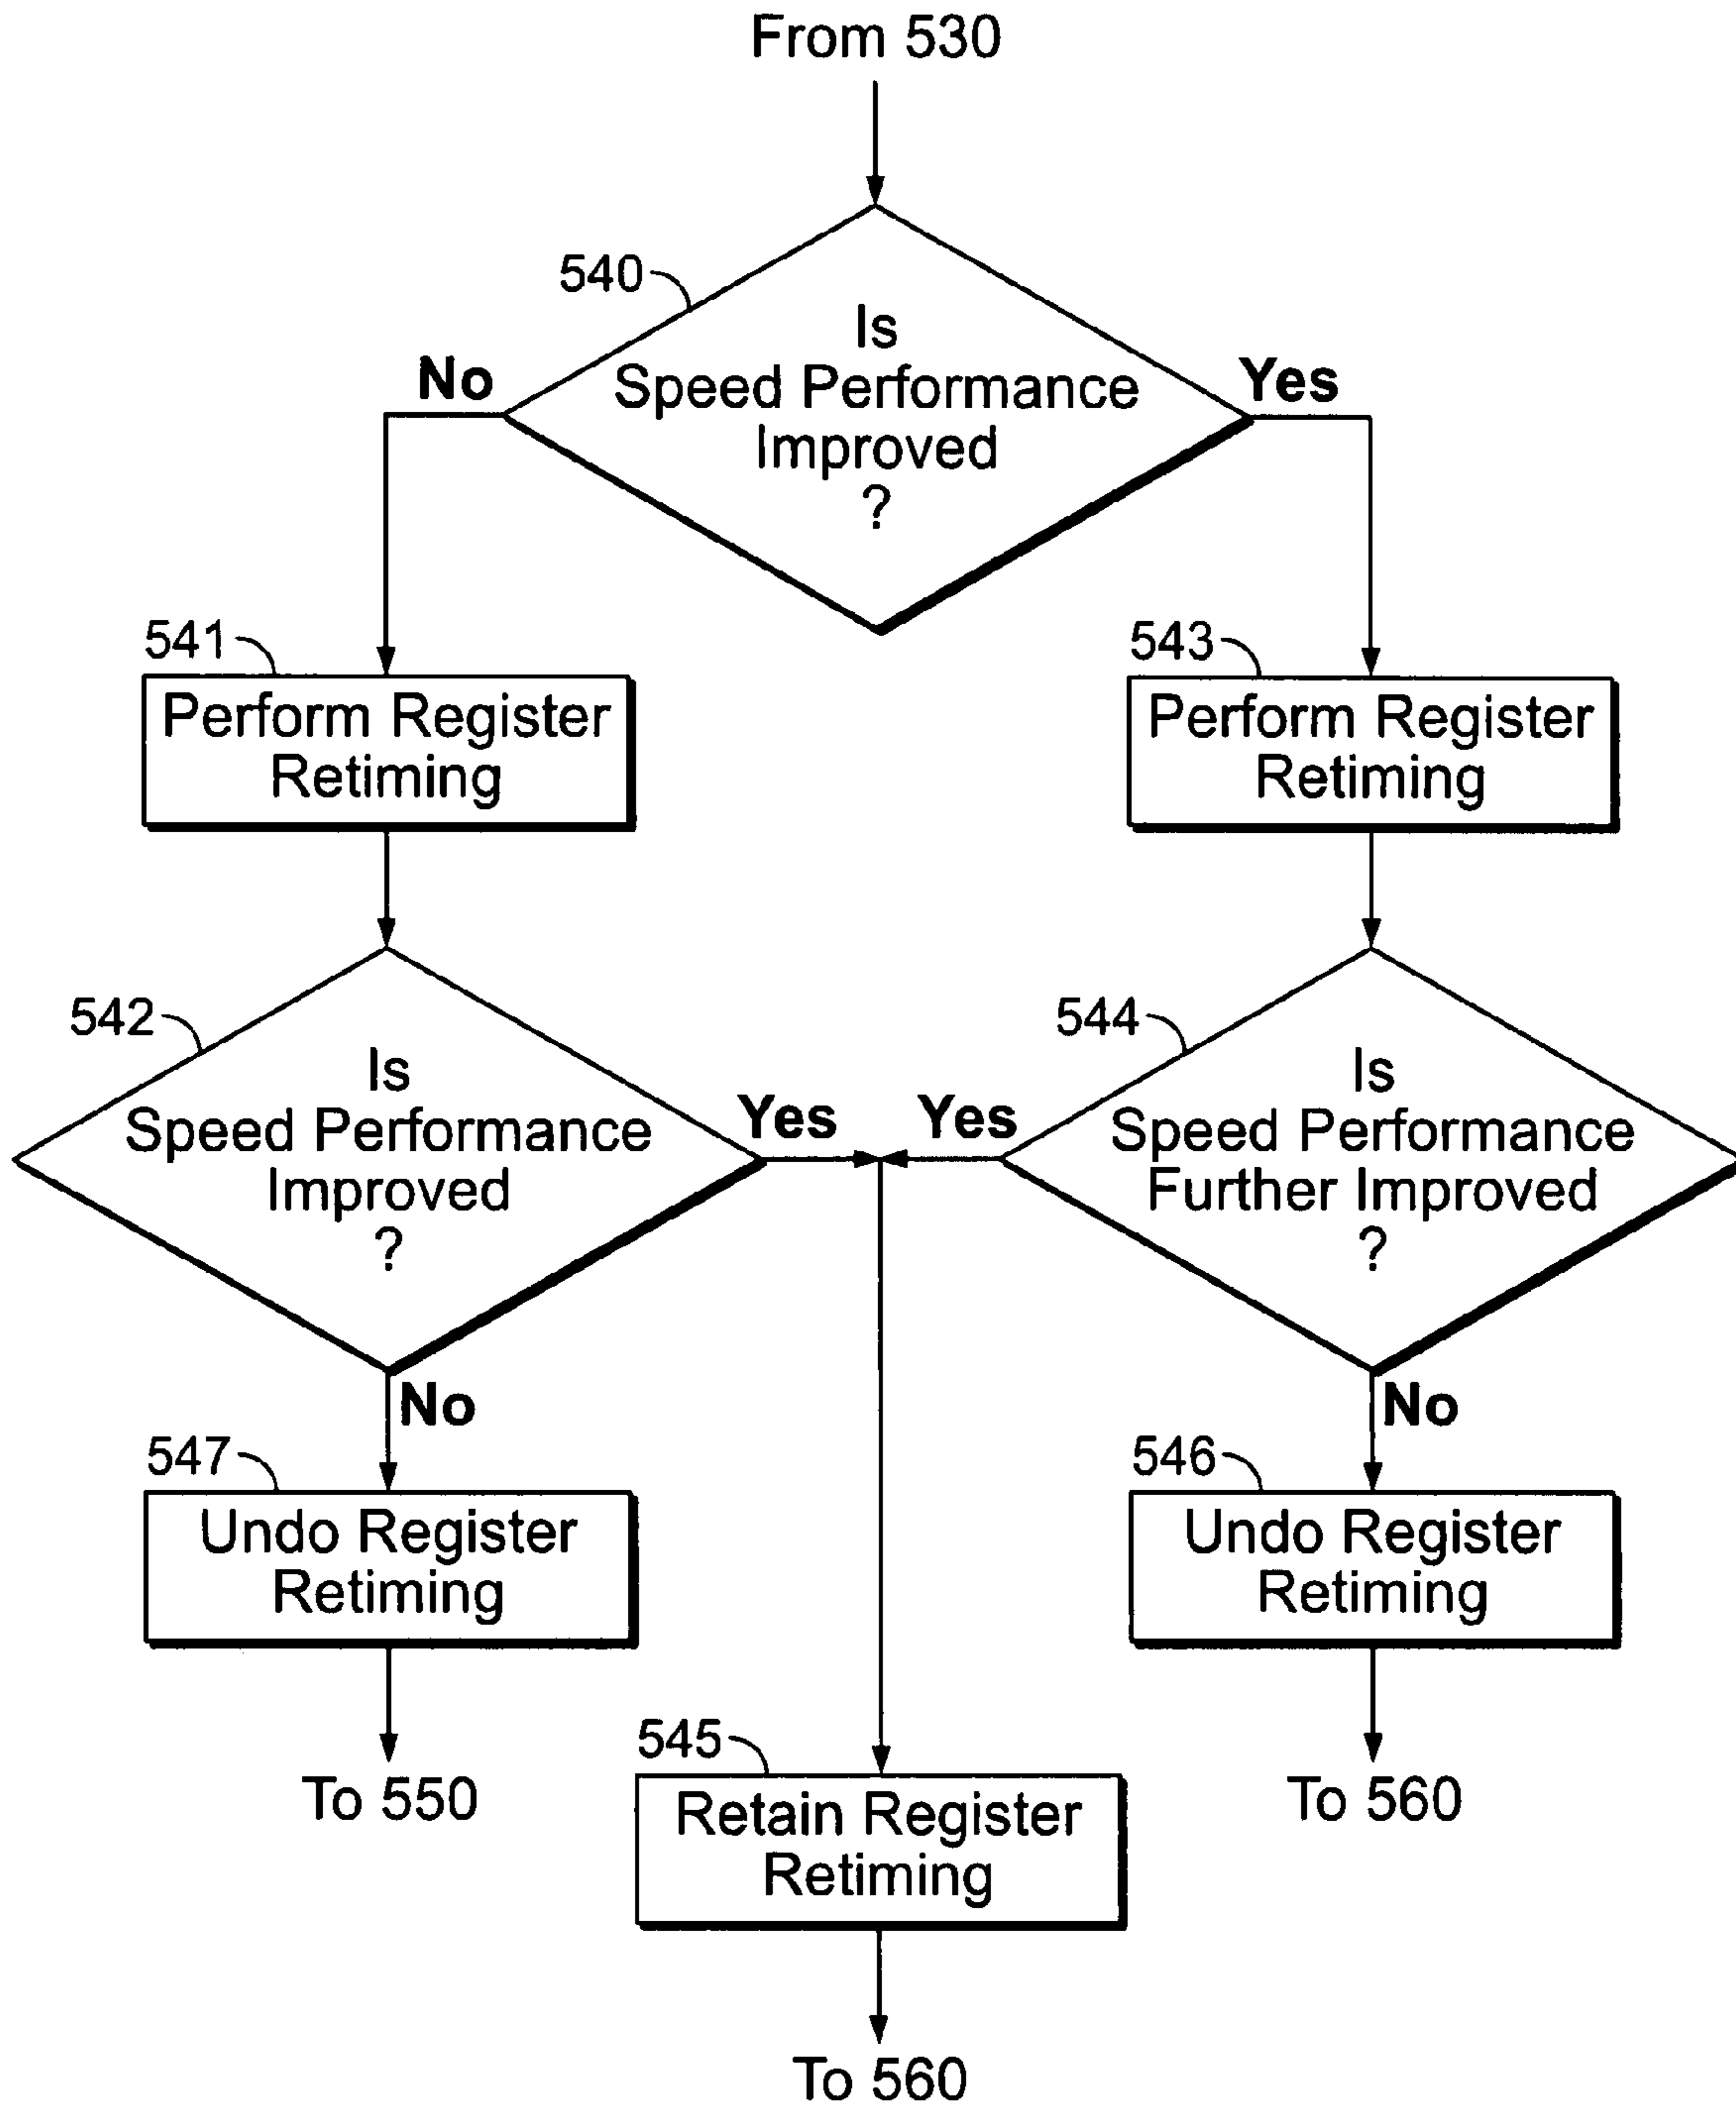 From 530
540
Is
Speed Performance
Improved
?
No
Yes
541
Perform Register
Retiming
543
Perform Register
Retiming
542
Is
Speed Performance
Improved
?
Yes
No
544
Is
Speed Performance
Further Improved
?
Yes
No
547
Undo Register
Retiming
To 550
546
Undo Register
Retiming
To 560
545
Retain Register
Retiming
To 560